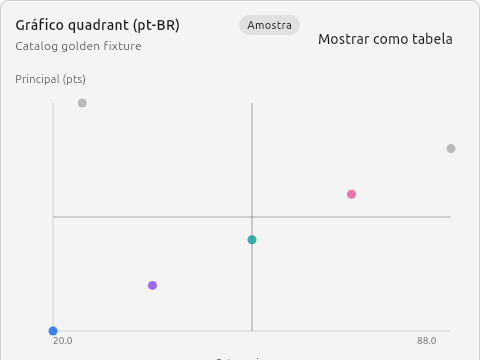 Gráfico quadrant (pt-BR)
Amostra
Catalog golden fixture
Mostrar como tabela
Principal (pts)
20.0
88.0